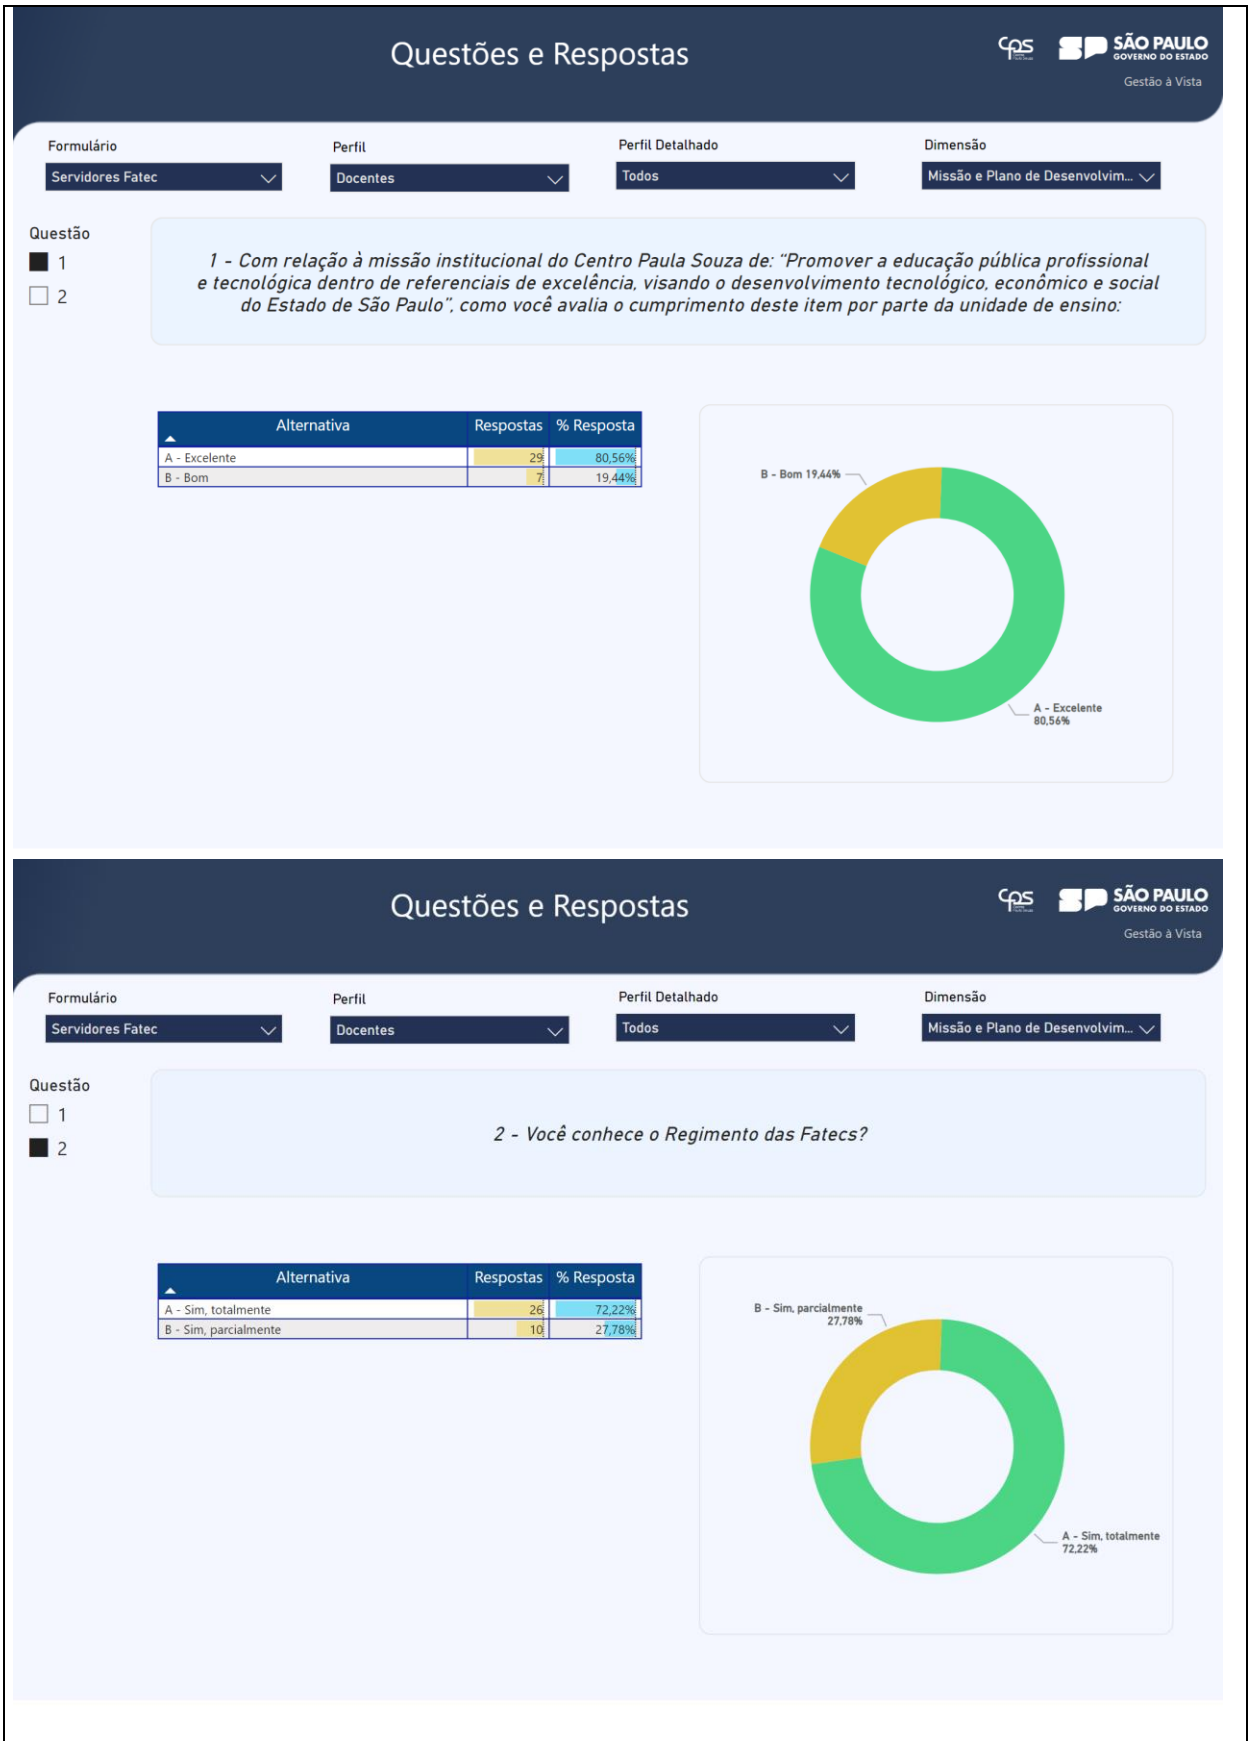 Questões e Respostas
cps
SÃO PAULO
GOVERNO DO ESTADO
Gestão à Vista
Formulário
Perfil
Perfil Detalhado
Dimensão
Servidores Fatec
Docentes
Todos
Missão e Plano de Desenvolvim...
Questão
1
2
1 - Com relação à missão institucional do Centro Paula Souza de: “Promover a educação pública profissional
e tecnológica dentro de referenciais de excelência, visando o desenvolvimento tecnológico, econômico e social
do Estado de São Paulo”, como você avalia o cumprimento deste item por parte da unidade de ensino:
Alternativa Respostas % Resposta
A - Excelente 29 80,56%
B - Bom 7 19,44%
B - Bom 19,44%
A - Excelente
80,56%
Questões e Respostas
cps
SÃO PAULO
GOVERNO DO ESTADO
Gestão à Vista
Formulário
Perfil
Perfil Detalhado
Dimensão
Servidores Fatec
Docentes
Todos
Missão e Plano de Desenvolvim...
Questão
1
2
2 - Você conhece o Regimento das Fatecs?
Alternativa Respostas % Resposta
A - Sim, totalmente 26 72,22%
B - Sim, parcialmente 10 27,78%
B - Sim, parcialmente
27,78%
A - Sim, totalmente
72,22%